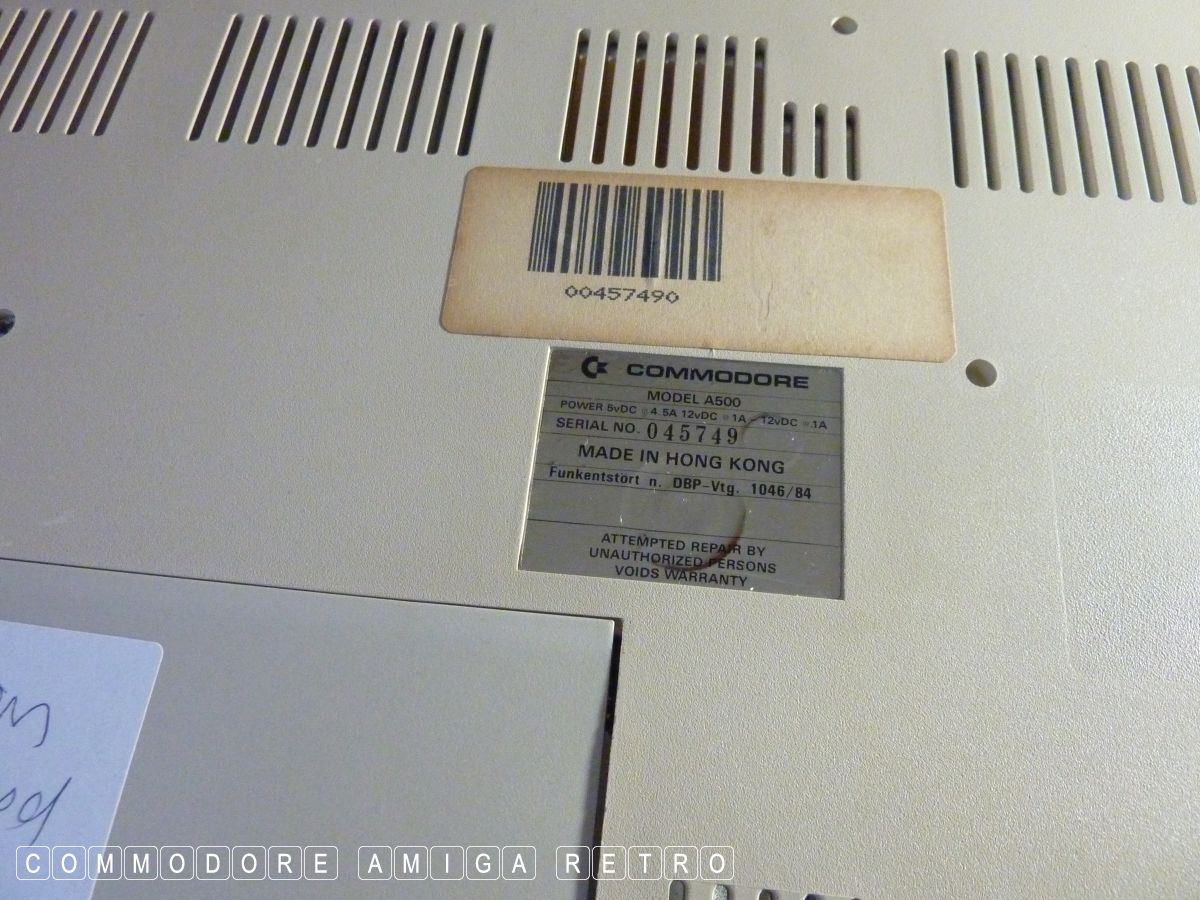 00457490
COMMODORE
MODEL A500
POWER 5vDC = 4.5A 12vDC = 1A - 12vDC = .1A
SERIAL NO. 045749
MADE IN HONG KONG
Funkentstört n. DBP-Vtg. 1046/84
ATTEMPTED REPAIR BY
UNAUTHORIZED PERSONS
VOIDS WARRANTY
COMMODORE AMIGA RETRO